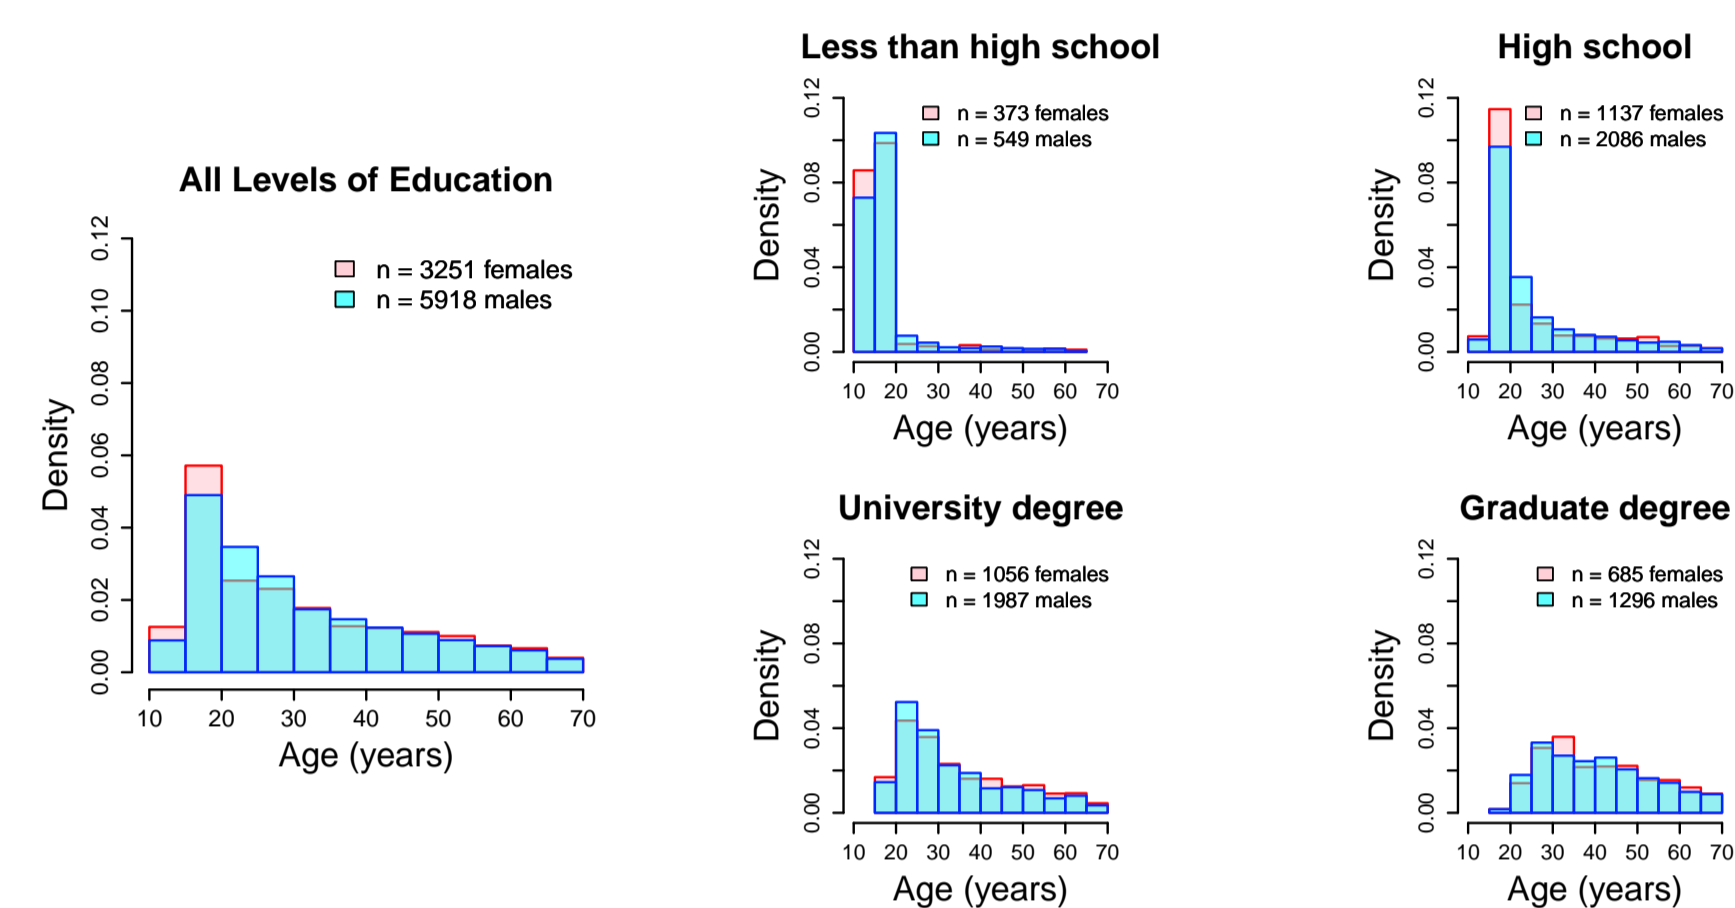 All Levels of Education
n = 3251 females
n = 5918 males
Density
0.00 0.02 0.04 0.06 0.08 0.10 0.12
10 20 30 40 50 60 70
Age (years)
Less than high school
n = 373 females
n = 549 males
Density
0.00 0.04 0.08 0.12
10 20 30 40 50 60 70
Age (years)
High school
n = 1137 females
n = 2086 males
Density
0.00 0.04 0.08 0.12
10 20 30 40 50 60 70
Age (years)
University degree
n = 1056 females
n = 1987 males
Density
0.00 0.04 0.08 0.12
10 20 30 40 50 60 70
Age (years)
Graduate degree
n = 685 females
n = 1296 males
Density
0.00 0.04 0.08 0.12
10 20 30 40 50 60 70
Age (years)